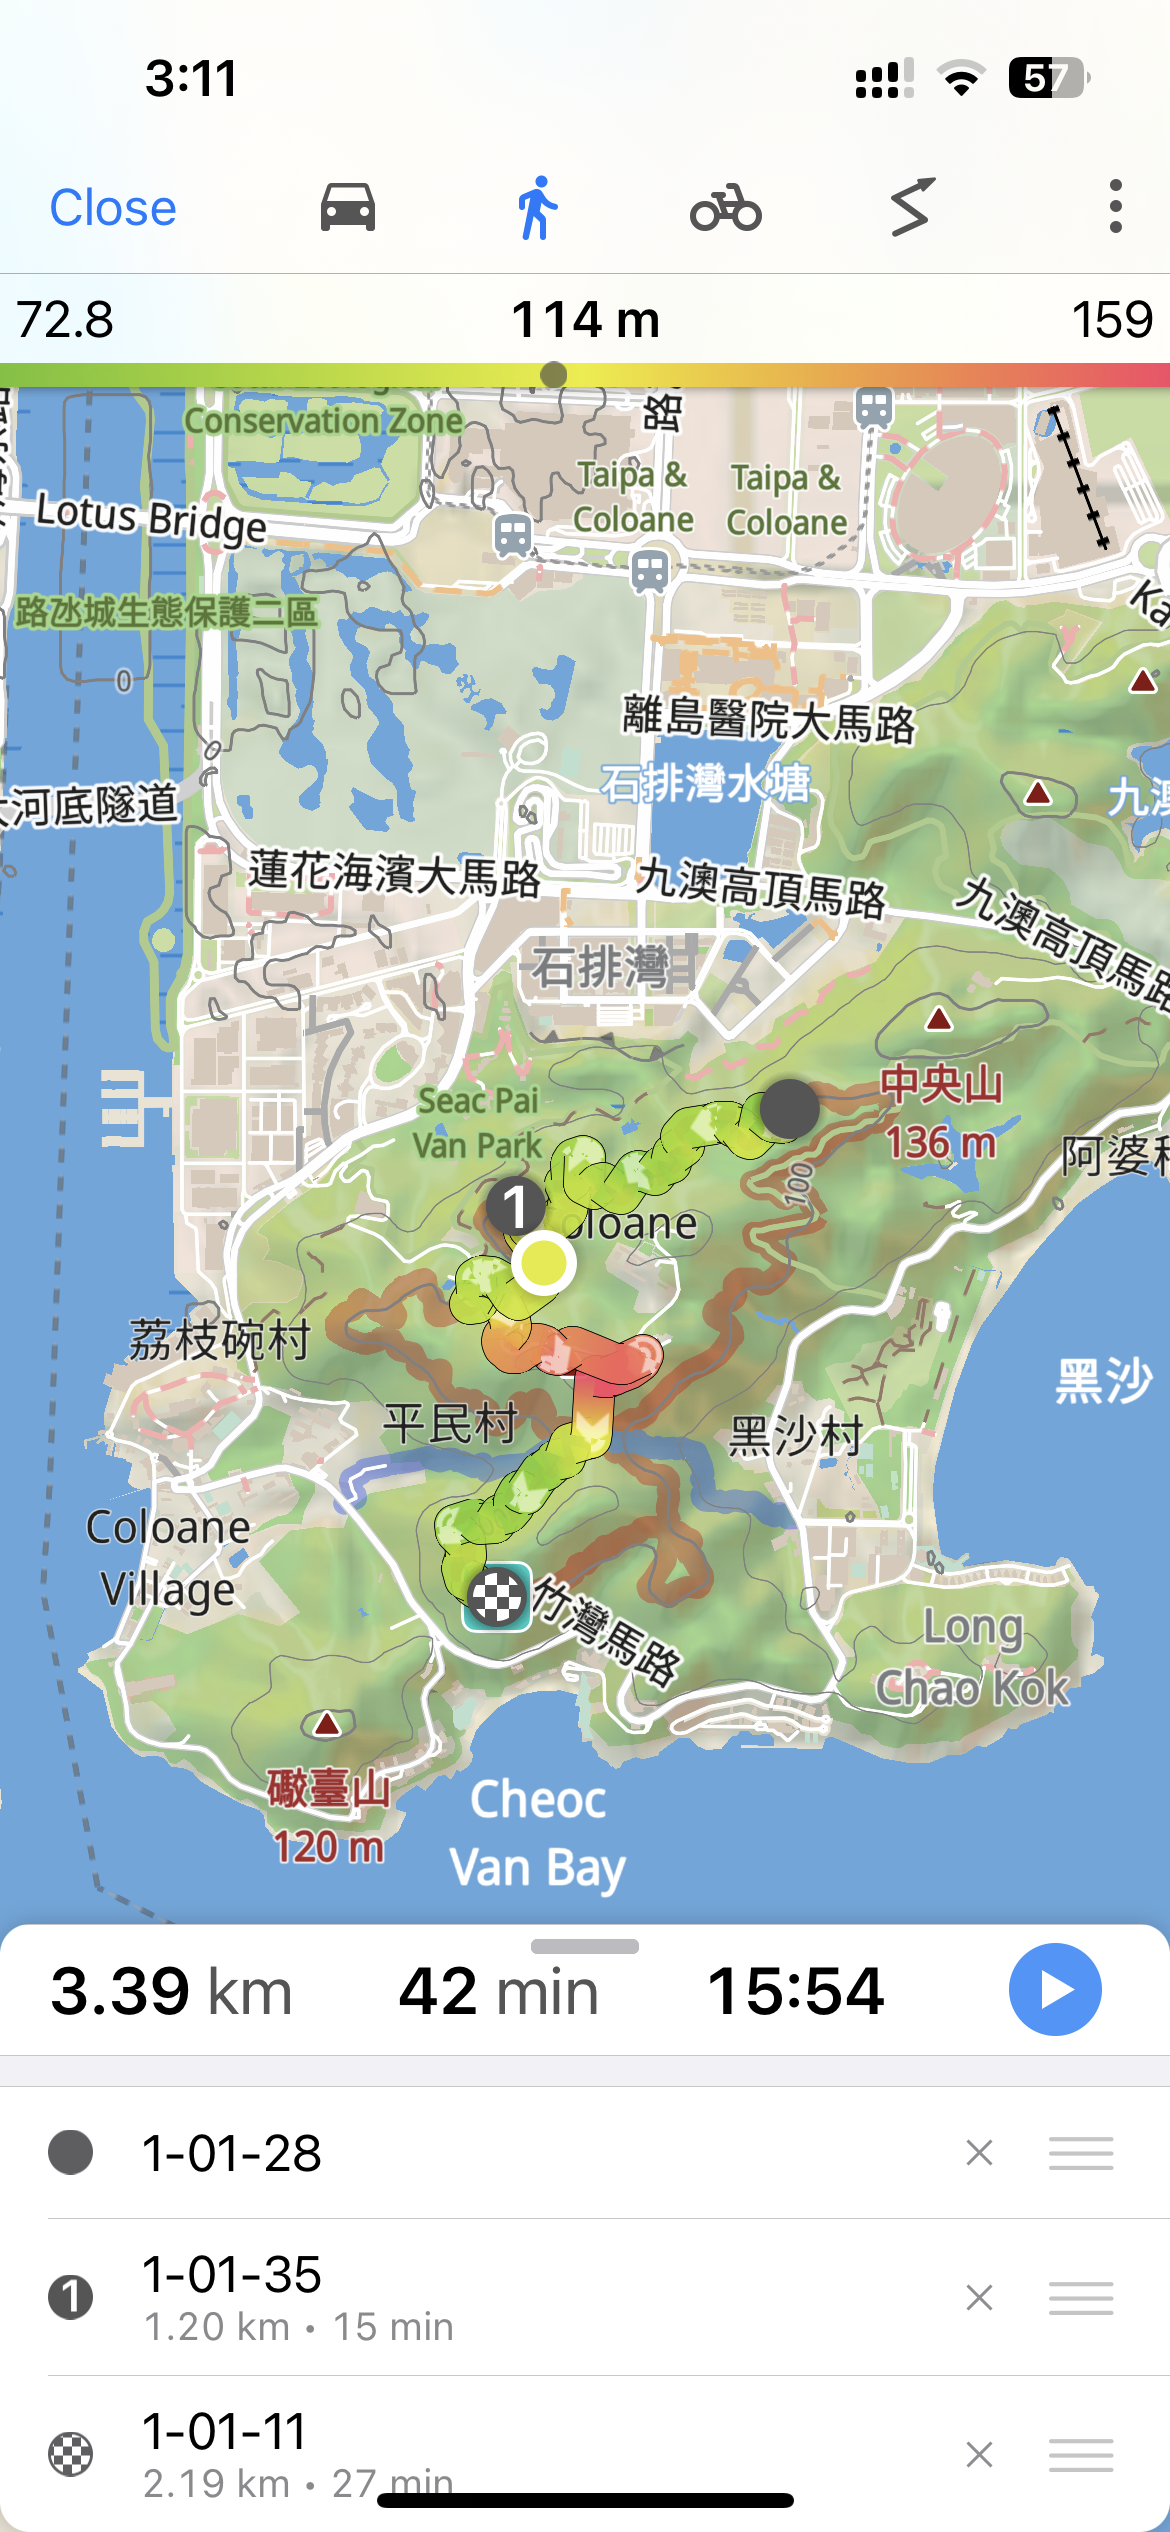 3:11
57
Close
72.8
114 m
159
Conservation Zone
路
Taipa &
Coloane
Taipa &
Coloane
Lotus Bridge
路氹城生態保護二區
Ka
0
離島醫院大馬路
石排灣水塘
九澳
河底隧道
蓮花海濱大馬路
九澳高頂馬路
九澳高頂馬路
石排灣
Seac Pai
Van Park
中央山
136 m
阿婆秧
100
1
oloane
荔枝碗村
黑沙
平民村
黑沙村
Coloane
Village
竹灣馬路
Long
Chao Kok
礮臺山
120 m
Cheoc
Van Bay
3.39 km
42 min
15:54
1-01-28
1
1-01-35
1.20 km • 15 min
1-01-11
2.19 km • 27 min